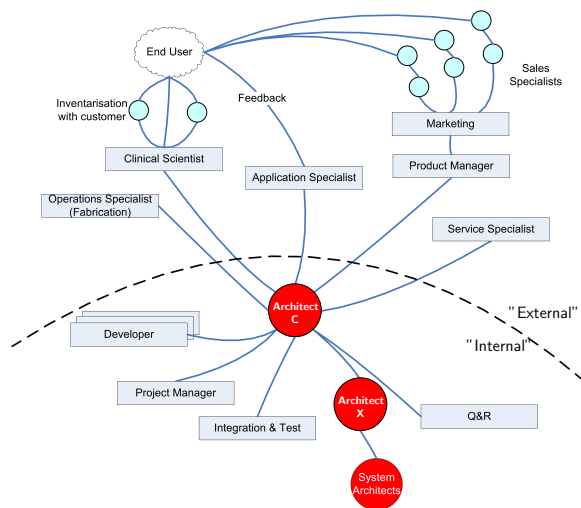 End User
Sales
Specialists
Inventarisation
with customer
Feedback
Marketing
Clinical Scientist
Product Manager
Application Specialist
Operations Specialist
(Fabrication)
Service Specialist
Architect
C
"External"
"Internal"
Developer
Project Manager
Architect
X
Integration & Test
Q&R
System
Architects